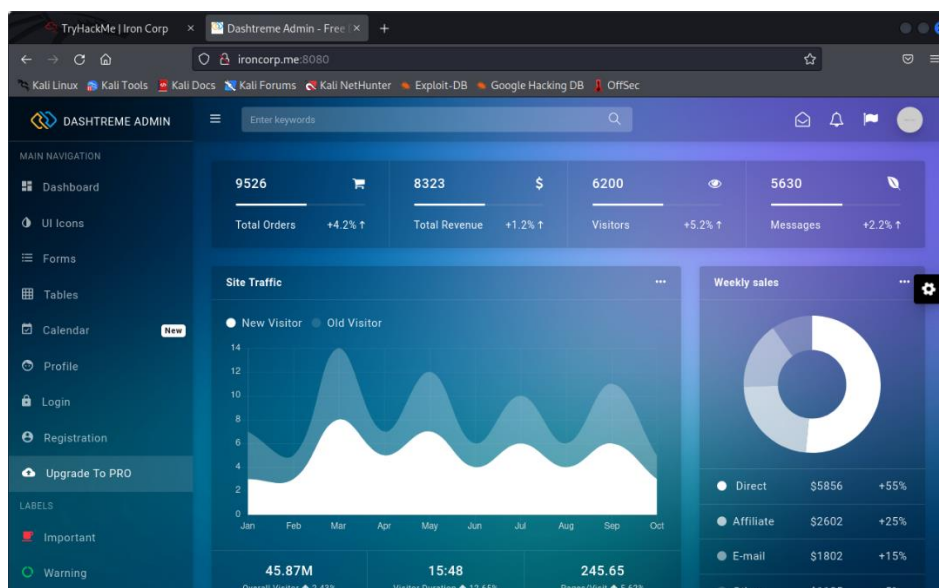 TryHackMe | Iron Corp × Dashtreme Admin - Free × +
ironcorp.me:8080
Kali Linux Kali Tools Kali Docs Kali Forums Kali NetHunter Exploit-DB Google Hacking DB OffSec
DASHTREME ADMIN
Enter keywords
MAIN NAVIGATION
Dashboard
UI Icons
Forms
Tables
Calendar New
Profile
Login
Registration
Upgrade To PRO
LABELS
Important
Warning
9526 8323 $ 6200 5630
Total Orders +4.2% ↑ Total Revenue +1.2% ↑ Visitors +5.2% ↑ Messages +2.2% ↑
Site Traffic
New Visitor Old Visitor
14
12
10
8
6
4
2
0
Jan Feb Mar Apr May Jun Jul Aug Sep Oct
45.87M 15:48 245.65
Weekly sales
Direct $5856 +55%
Affiliate $2602 +25%
E-mail $1802 +15%